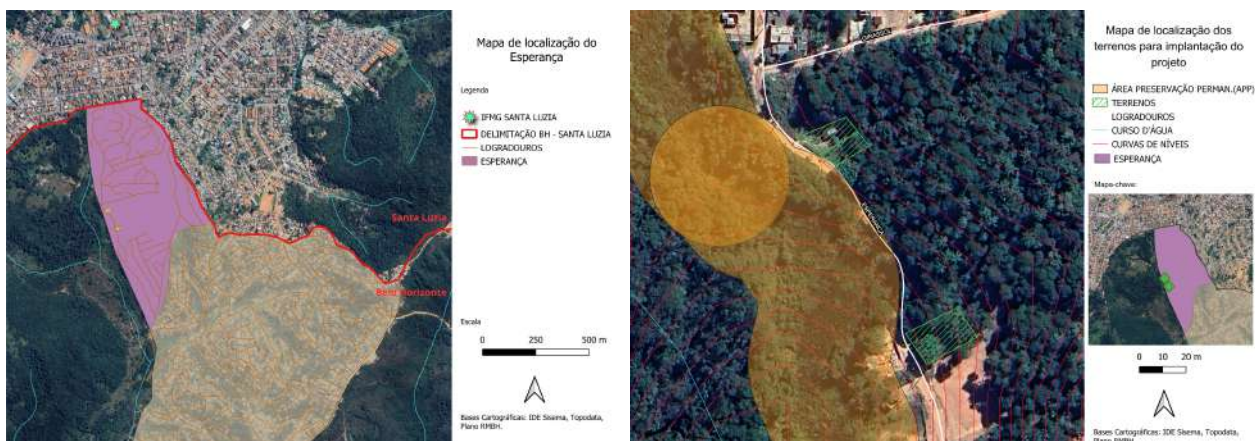 Mapa de localização do
Esperança
Legenda
IFMG SANTA LUZIA
DELIMITAÇÃO BH - SANTA LUZIA
LOGRADOUROS
ESPERANÇA
Santa Luzia
Belo Horizonte
Escala
0 250 500 m
Bases Cartográficas: IDE Sisema, Topodata,
Plano RMBH.
Mapa de localização dos
terrenos para implantação do
projeto
ÁREA PRESERVAÇÃO PERMAN.(APP)
TERRENOS
LOGRADOUROS
CURSO D'ÁGUA
CURVAS DE NÍVEIS
ESPERANÇA
Mapa-chave:
0 10 20 m
Bases Cartográficas: IDE Sisema, Topodata,
Plano RMBH.